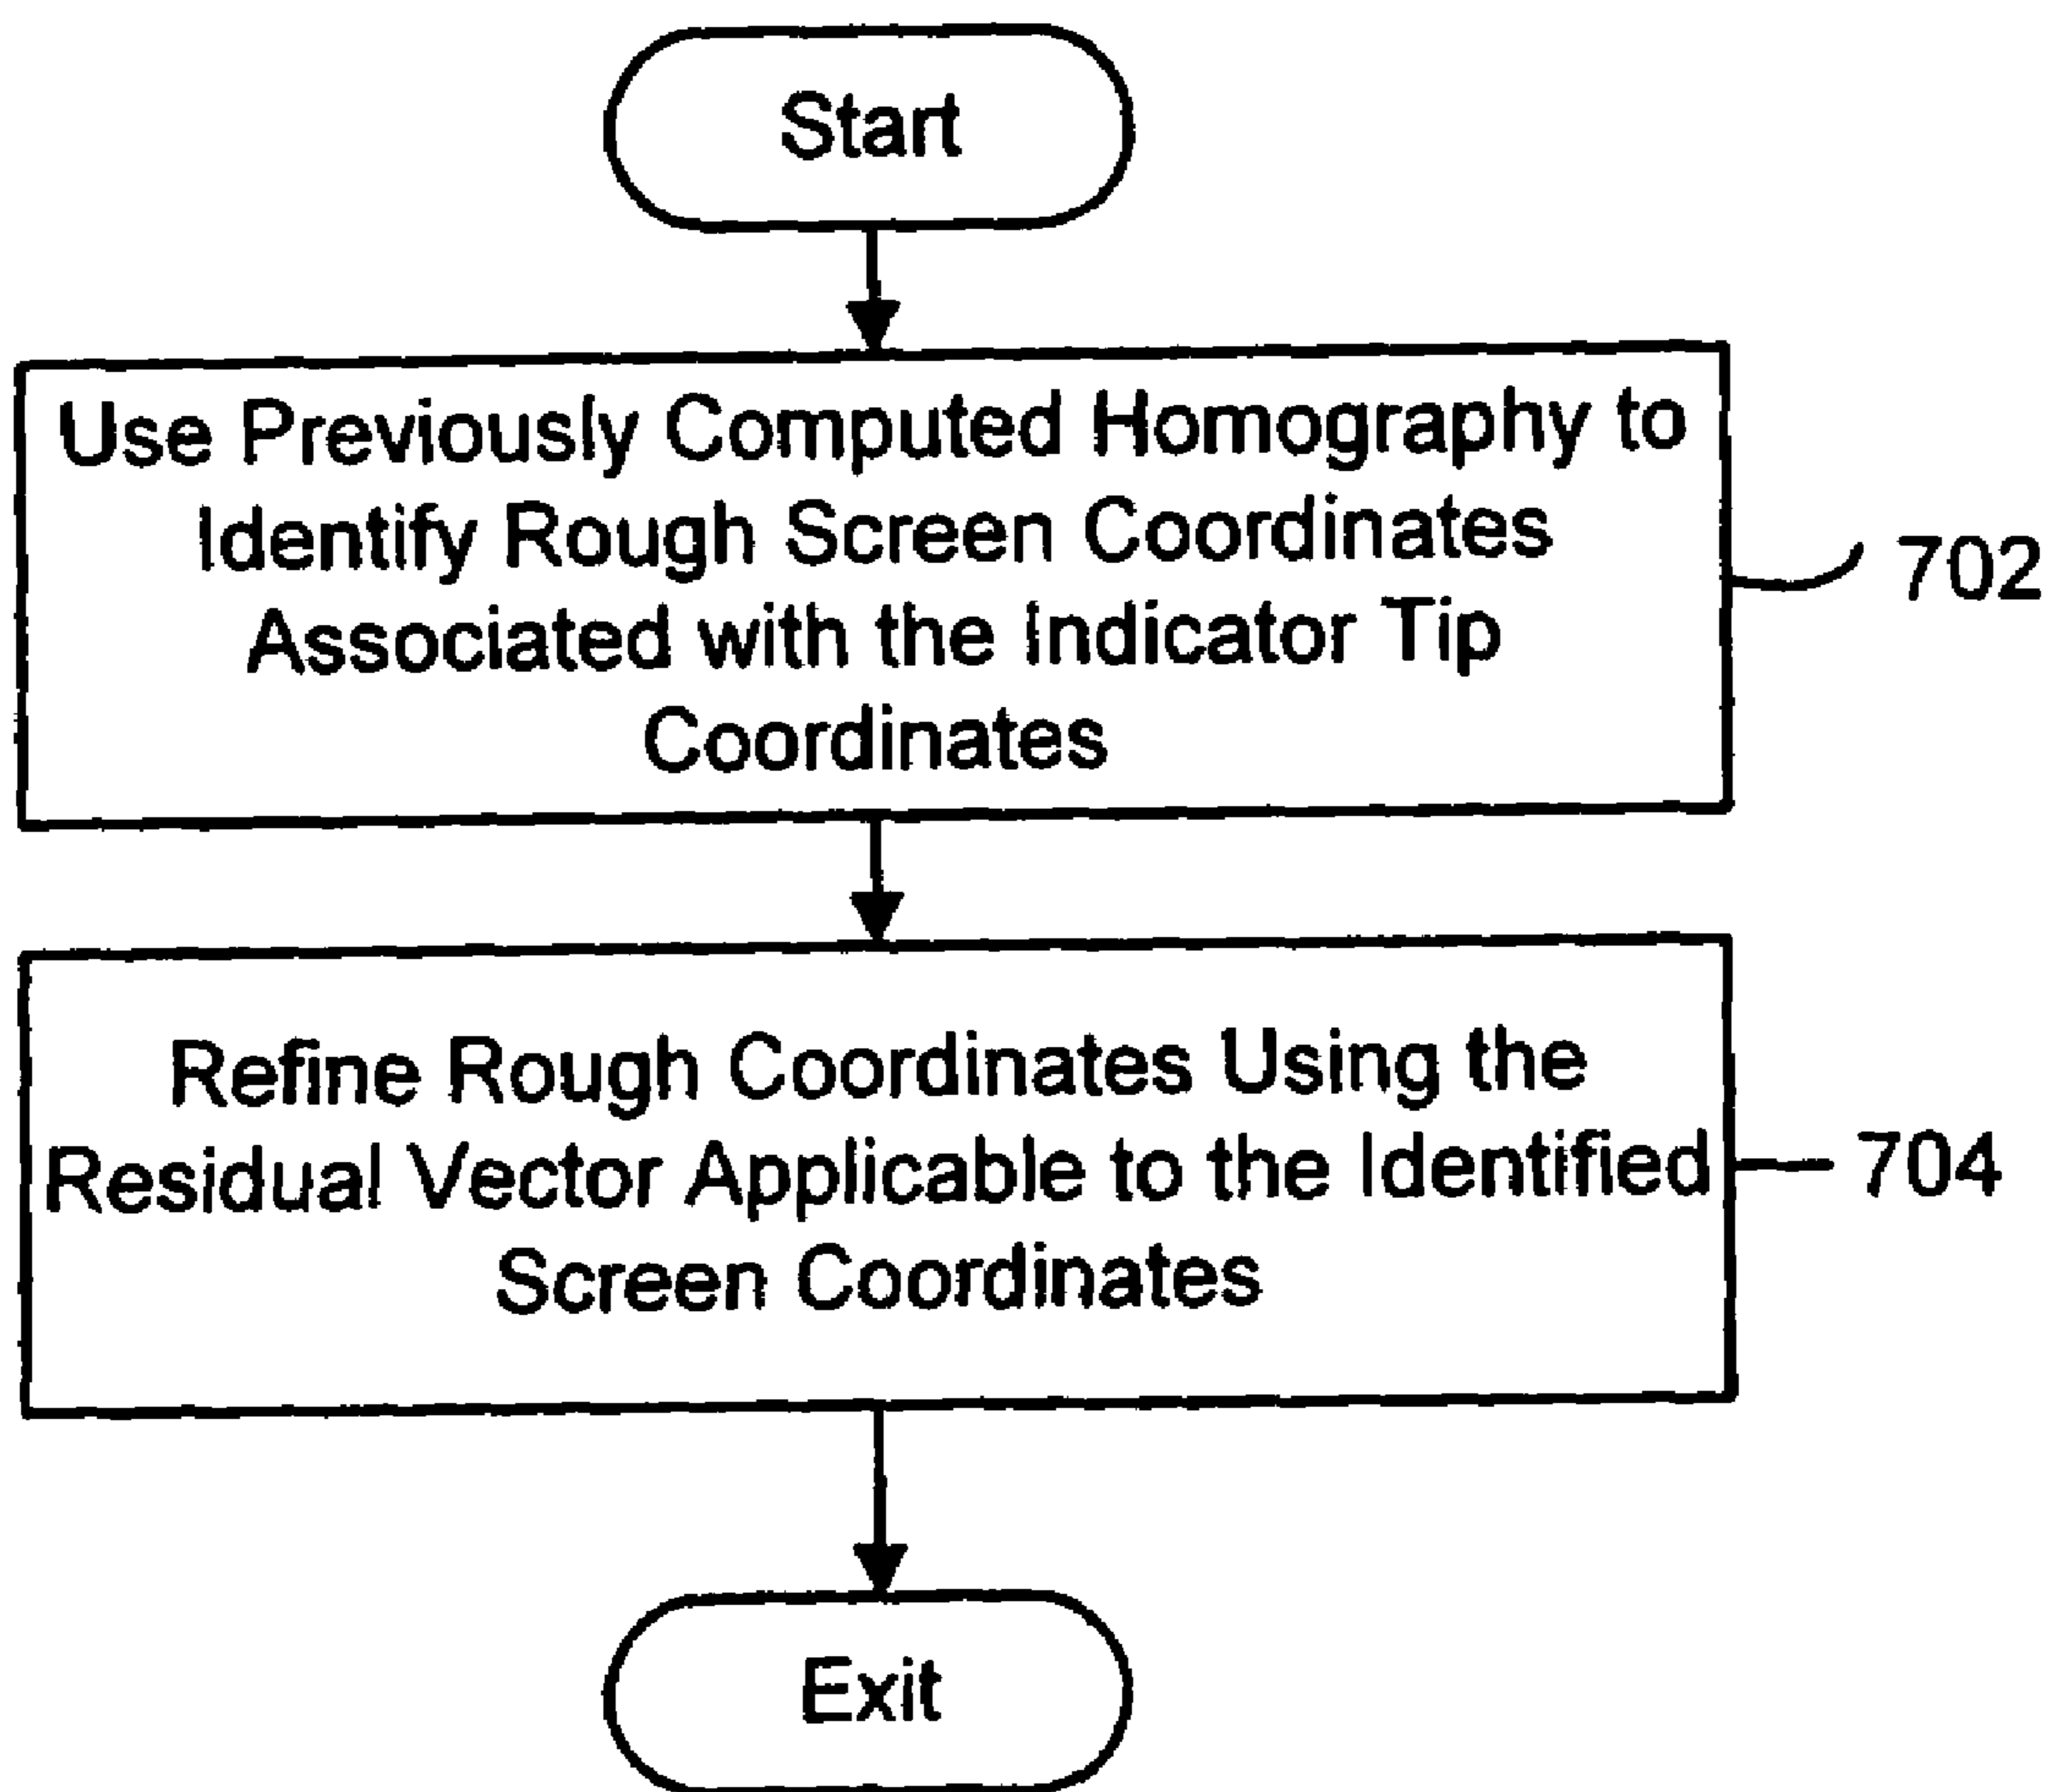 Start
Use Previously Computed Homography to
Identify Rough Screen Coordinates
Associated with the Indicator Tip
Coordinates
702
Refine Rough Coordinates Using the
Residual Vector Applicable to the Identified
Screen Coordinates
704
Exit